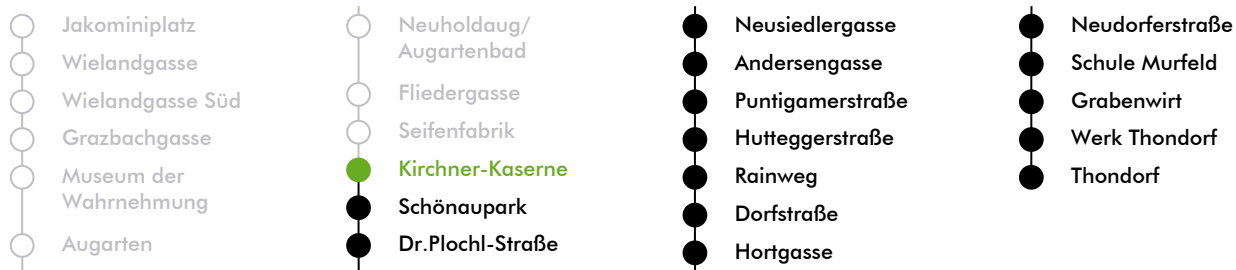 Jakominiplatz
Wielandgasse
Wielandgasse Süd
Grazbachgasse
Museum der
Wahrnehmung
Augarten
Neuholdaug/
Augartenbad
Fliedergasse
Seifenfabrik
Kirchner-Kaserne
Schönaupark
Dr.Plochl-Straße
Neusiedlergasse
Andersengasse
Puntigamerstraße
Hutteggerstraße
Rainweg
Dorfstraße
Hortgasse
Neudorferstraße
Schule Murfeld
Grabenwirt
Werk Thondorf
Thondorf